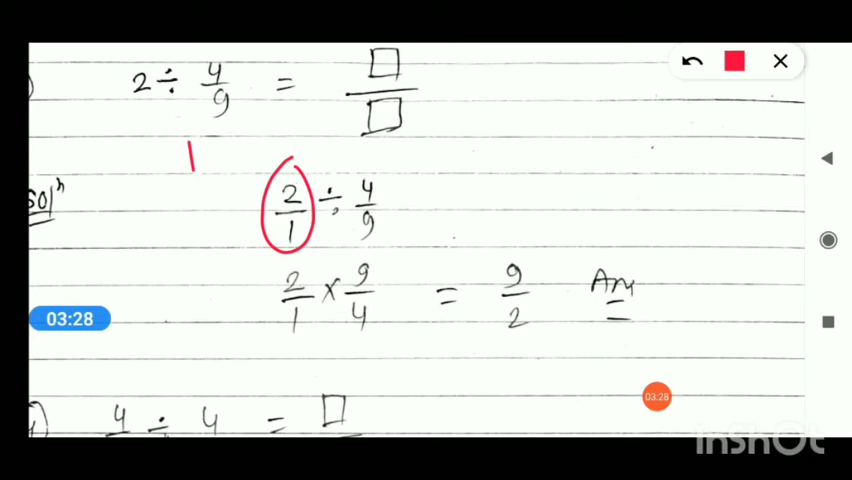 ) 2 ÷ 4/9 = □/□
1
Solⁿ 2/1 ÷ 4/9
2/1 × 9/4 = 9/2 Ans
03:28
03:28
4 ÷ 4 = □
InShOt